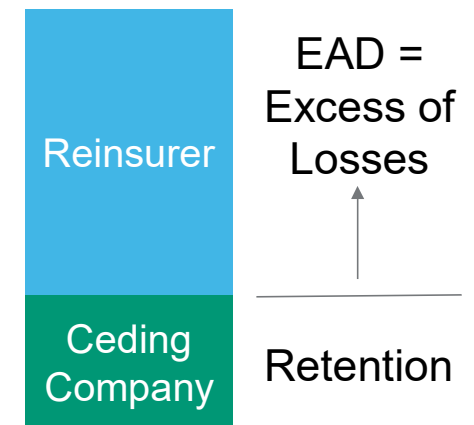 Reinsurer
EAD =
Excess of
Losses
Ceding
Company
Retention